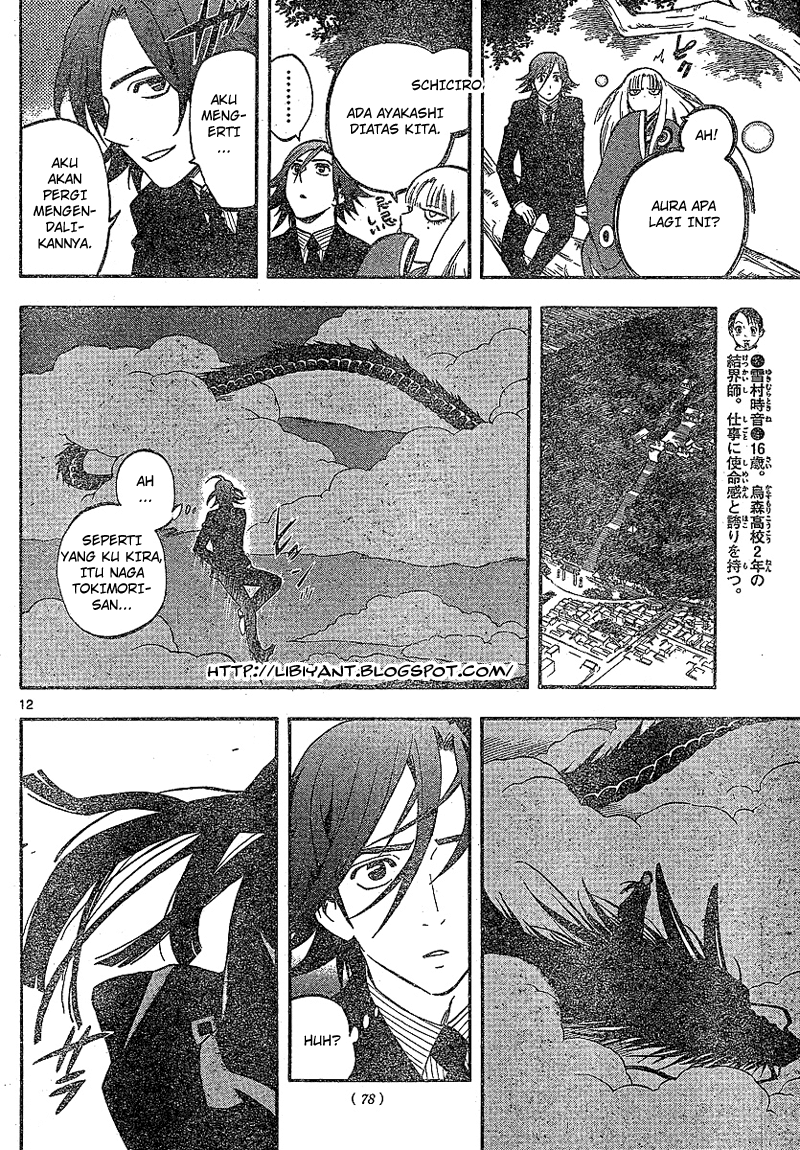 AH!
AURA APA
LAGI INI?
SCHICIRO
ADA AYAKASHI
DIATAS KITA.
........
AKU
MENG-
ERTI
...
AKU
AKAN
PERGI
MENGEN-
DALI-
KANNYA.
雪村時音 16歳。烏森高校2年の
結界師。仕事に使命感と誇りを持つ。
AH
...
SEPERTI
YANG KU KIRA,
ITU NAGA
TOKIMORI-
SAN...
HTTP://LIBIYANT.BLOGSPOT.COM/
12
HUH?
( 78 )